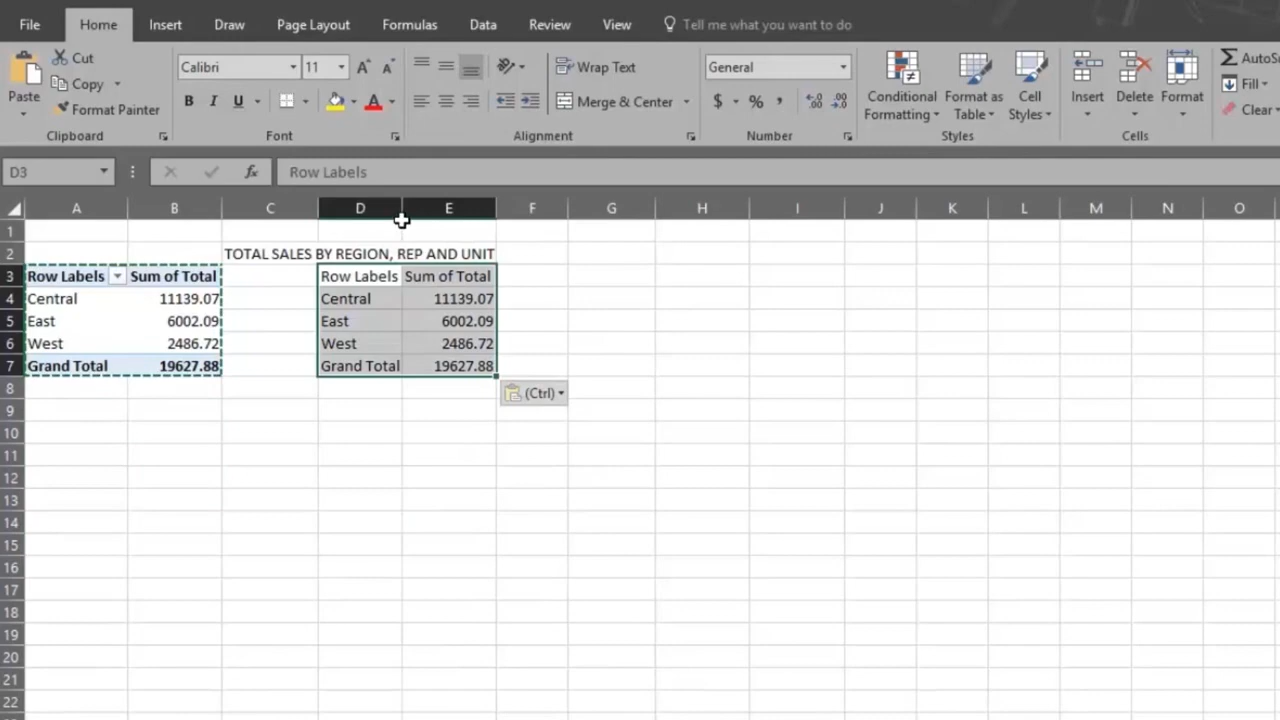 File Home Insert Draw Page Layout Formulas Data Review View Tell me what you want to do
Paste Cut Copy Format Painter
Calibri 11 A A
B I U A
Wrap Text
Merge & Center
General
$ % ,
Conditional Formatting Format as Table Cell Styles
Insert Delete Format
AutoS
Fill
Clear
Clipboard Font Alignment Number Styles Cells
D3 fx Row Labels
A B C D E F G H I J K L M N O
1
2 TOTAL SALES BY REGION, REP AND UNIT
3 Row Labels Sum of Total Row Labels Sum of Total
4 Central 11139.07 Central 11139.07
5 East 6002.09 East 6002.09
6 West 2486.72 West 2486.72
7 Grand Total 19627.88 Grand Total 19627.88
8 (Ctrl)
9
10
11
12
13
14
15
16
17
18
19
20
21
22